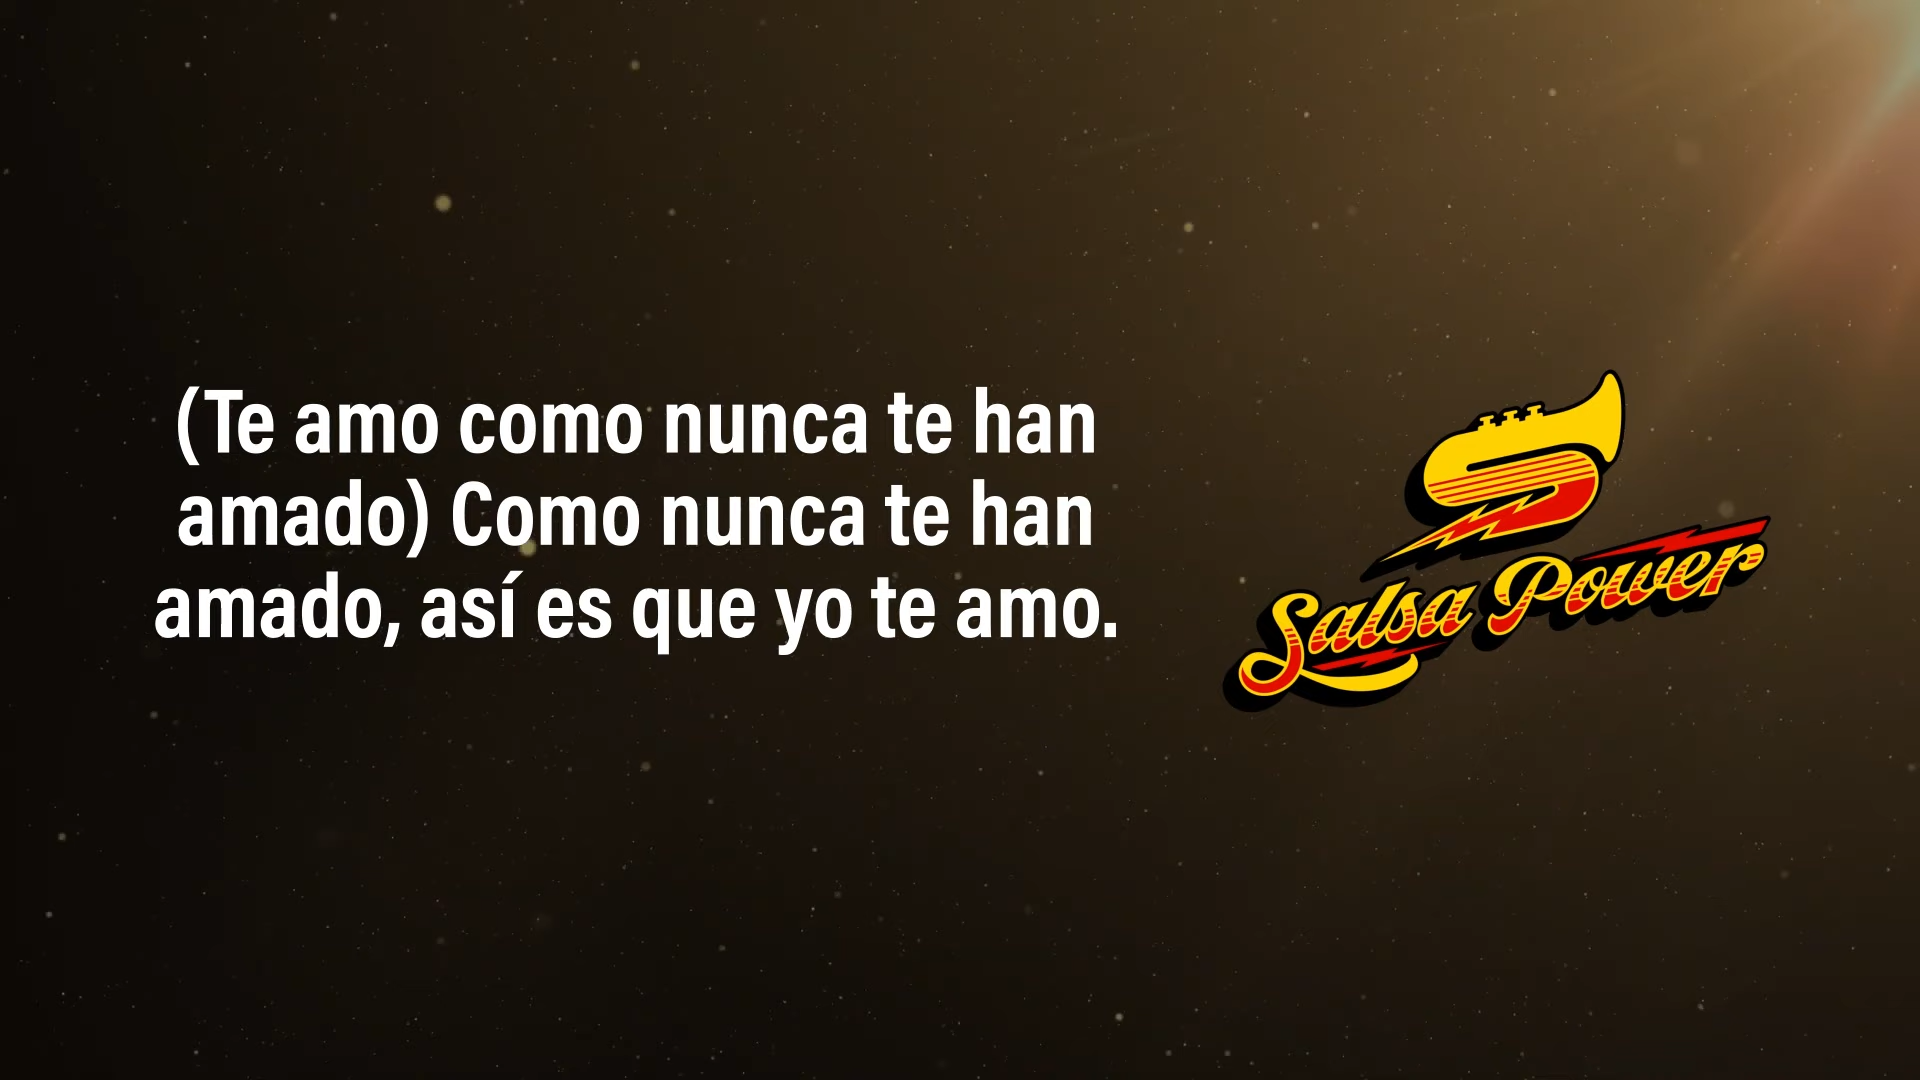 (Te amo como nunca te han
amado) Como nunca te han
amado, así es que yo te amo.
Salsa Power